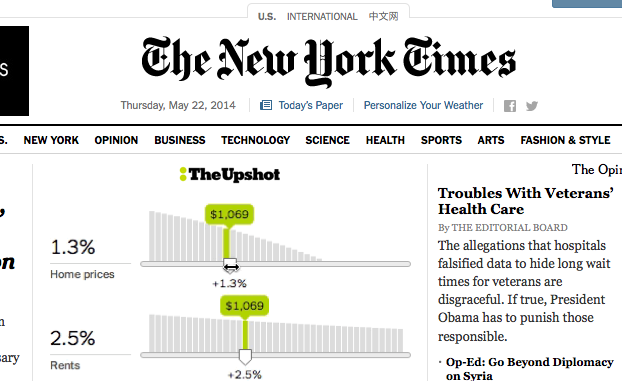 U.S. INTERNATIONAL 中文网
The New York Times
Thursday, May 22, 2014 Today's Paper Personalize Your Weather
S
S. NEW YORK OPINION BUSINESS TECHNOLOGY SCIENCE HEALTH SPORTS ARTS FASHION & STYLE
TheUpshot
$1,069
1.3%
Home prices
+1.3%
$1,069
2.5%
Rents
+2.5%
The Opin
Troubles With Veterans'
Health Care
By THE EDITORIAL BOARD
The allegations that hospitals
falsified data to hide long wait
times for veterans are
disgraceful. If true, President
Obama has to punish those
responsible.
· Op-Ed: Go Beyond Diplomacy
on Syria